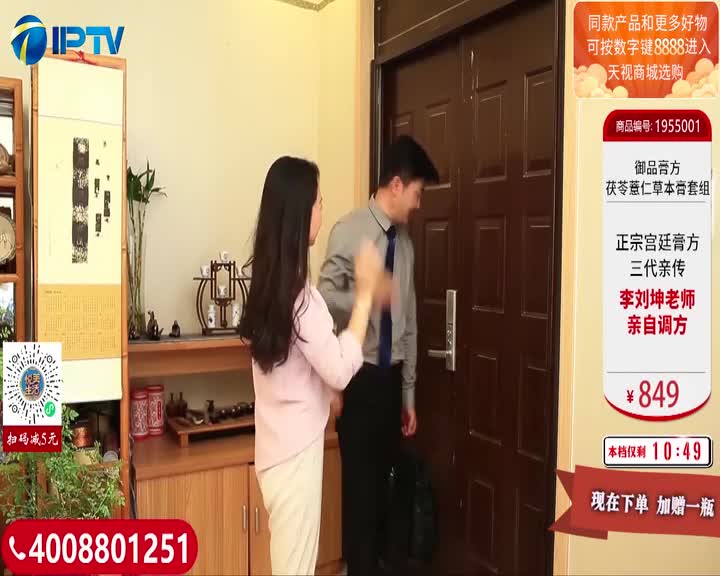 IPTV
同款产品和更多好物
可按数字键8888进入
天视商城选购
商品编号:1955001
御品膏方
茯苓薏仁草本膏套组
正宗宫廷膏方
三代亲传
李刘坤老师
亲自调方
¥849
本档仅剩 10:49
现在下单 加赠一瓶
悦享
生活
扫码减5元
4008801251